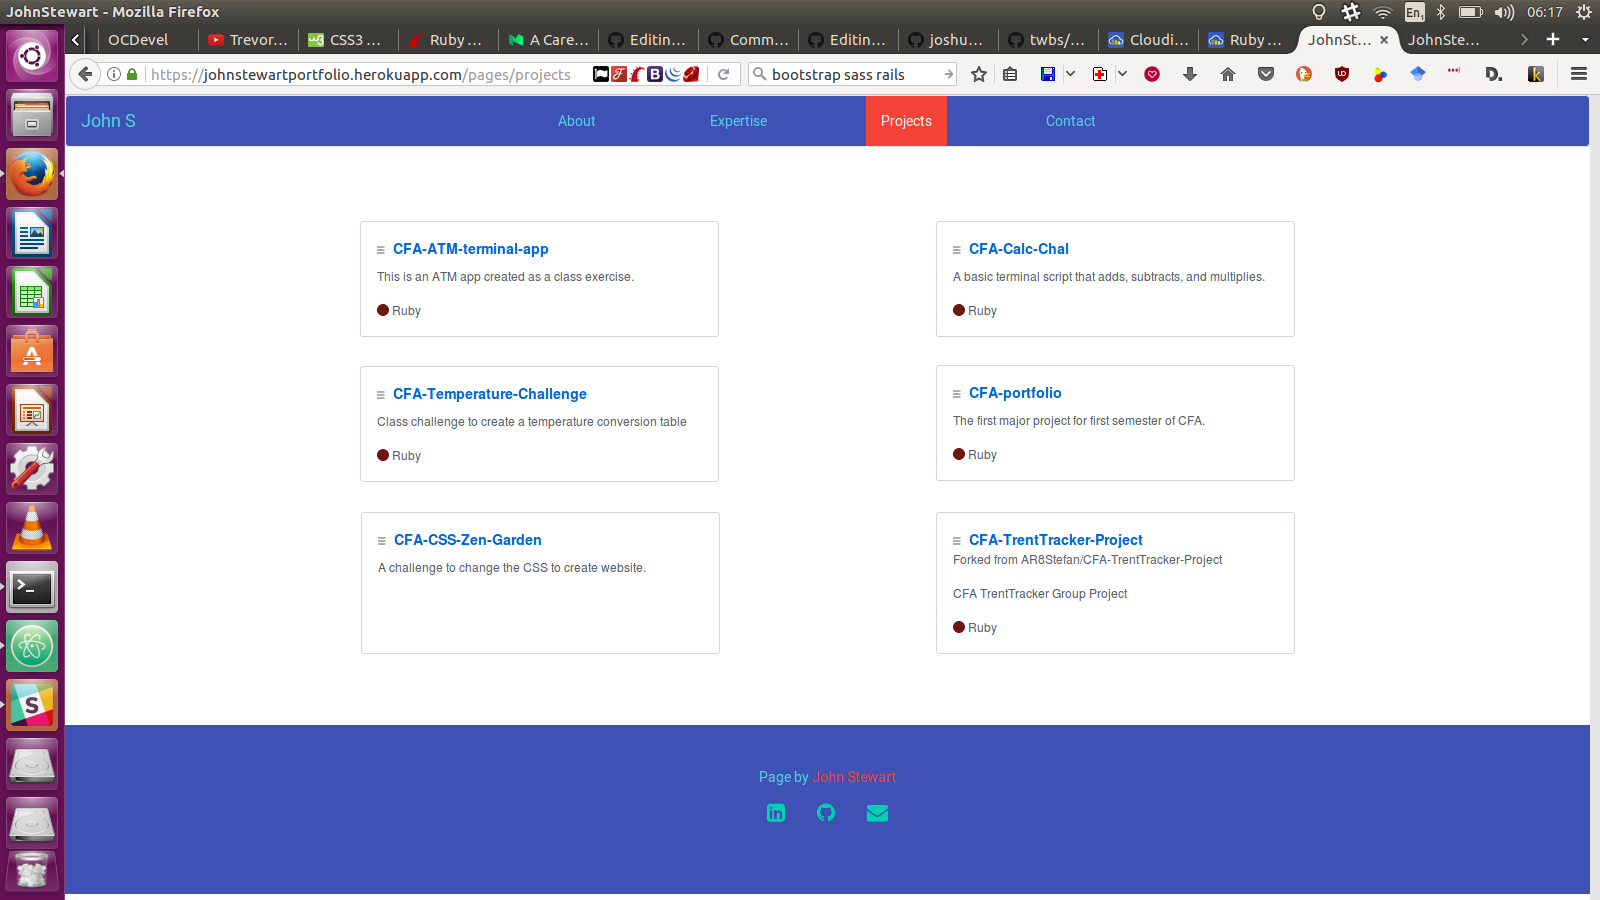 JohnStewart - Mozilla Firefox
En1
06:17
OCDevel
Trevor...
CSS3 ...
Ruby ...
A Care...
Editin...
Comm...
Editin...
joshu...
twbs/...
Cloudi...
Ruby ...
JohnSt...
JohnSte...
https://johnstewartportfolio.herokuapp.com/pages/projects
bootstrap sass rails
John S
About
Expertise
Projects
Contact
CFA-ATM-terminal-app
This is an ATM app created as a class exercise.
Ruby
CFA-Calc-Chal
A basic terminal script that adds, subtracts, and multiplies.
Ruby
CFA-Temperature-Challenge
Class challenge to create a temperature conversion table
Ruby
CFA-portfolio
The first major project for first semester of CFA.
Ruby
CFA-CSS-Zen-Garden
A challenge to change the CSS to create website.
CFA-TrentTracker-Project
Forked from AR8Stefan/CFA-TrentTracker-Project
CFA TrentTracker Group Project
Ruby
Page by John Stewart